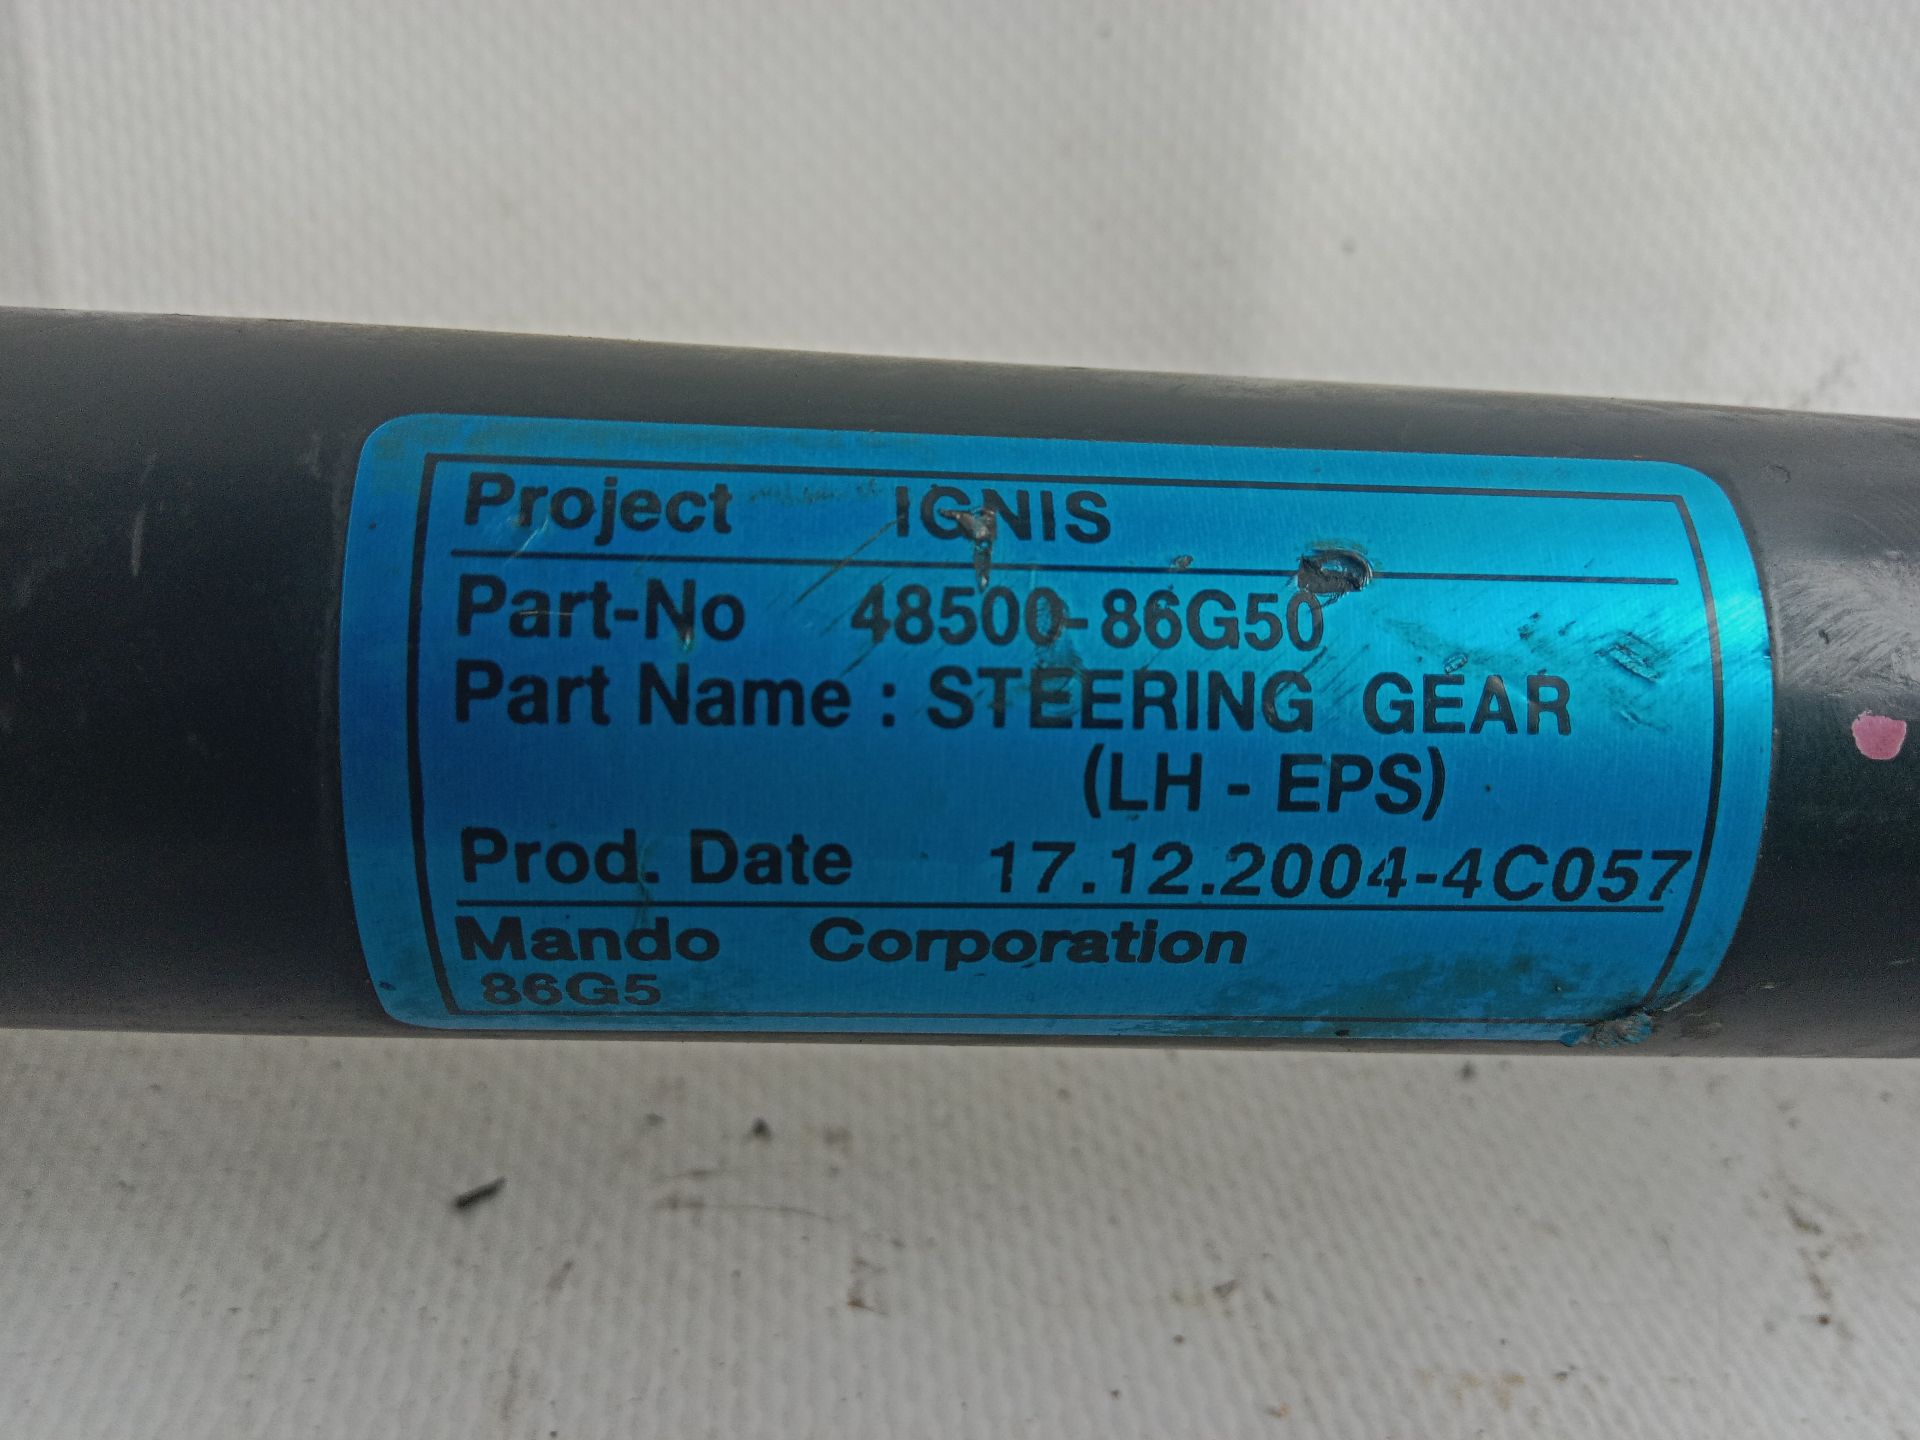 Project IGNIS
Part-No 48500-86G50
Part Name : STEERING GEAR
(LH - EPS)
Prod. Date 17.12.2004-4C057
Mando Corporation
86G5